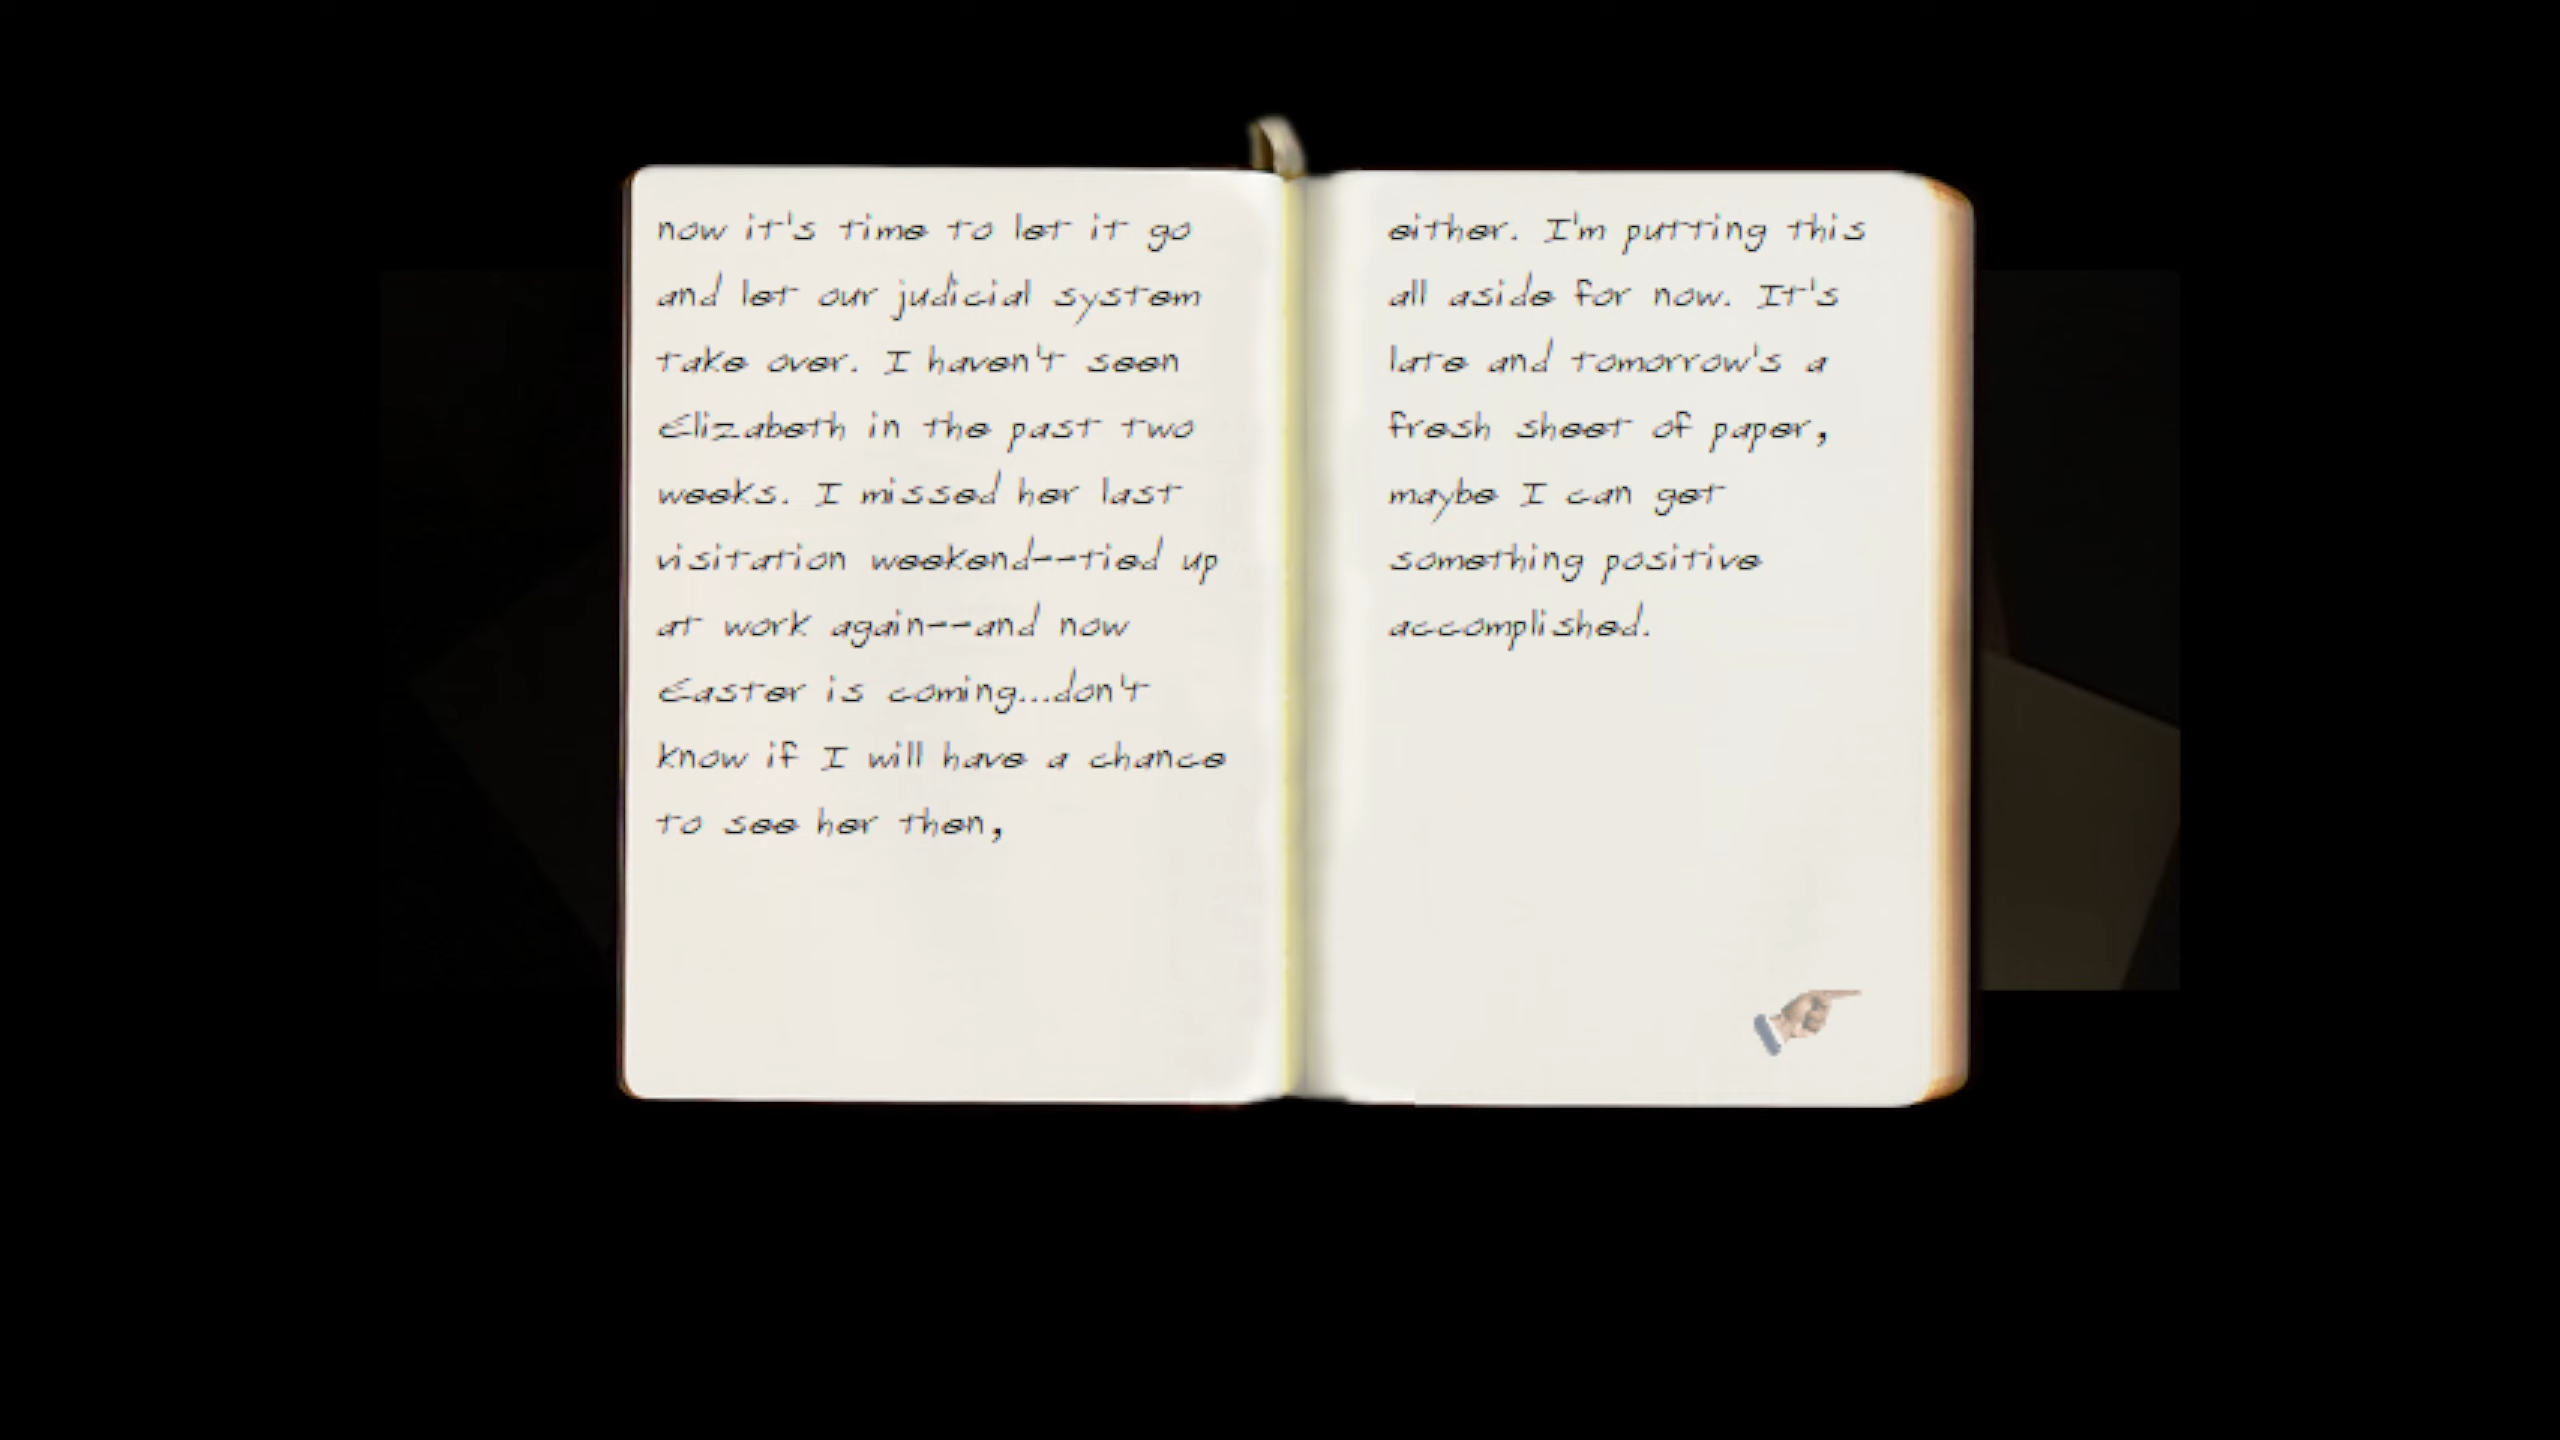 now it's time to let it go
and let our judicial system
take over. I haven't seen
Elizabeth in the past two
weeks. I missed her last
visitation weekend--tied up
at work again--and now
Easter is coming...don't
know if I will have a chance
to see her then,
either. I'm putting this
all aside for now. It's
late and tomorrow's a
fresh sheet of paper,
maybe I can get
something positive
accomplished.